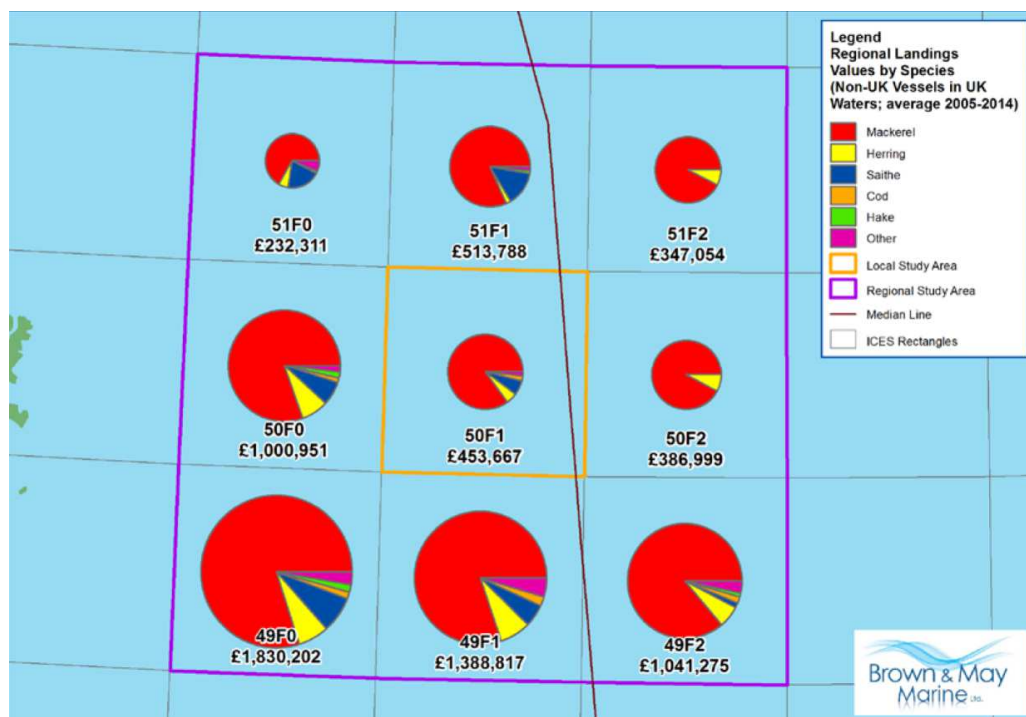 Legend
Regional Landings
Values by Species
(Non-UK Vessels in UK
Waters; average 2005-2014)
Mackerel
Herring
Saithe
Cod
Hake
Other
Local Study Area
Regional Study Area
Median Line
ICES Rectangles
51F0
£232,311
51F1
£513,788
51F2
£347,054
50F0
£1,000,951
50F1
£453,667
50F2
£386,999
49F0
£1,830,202
49F1
£1,388,817
49F2
£1,041,275
Brown & May
Marine Ltd.